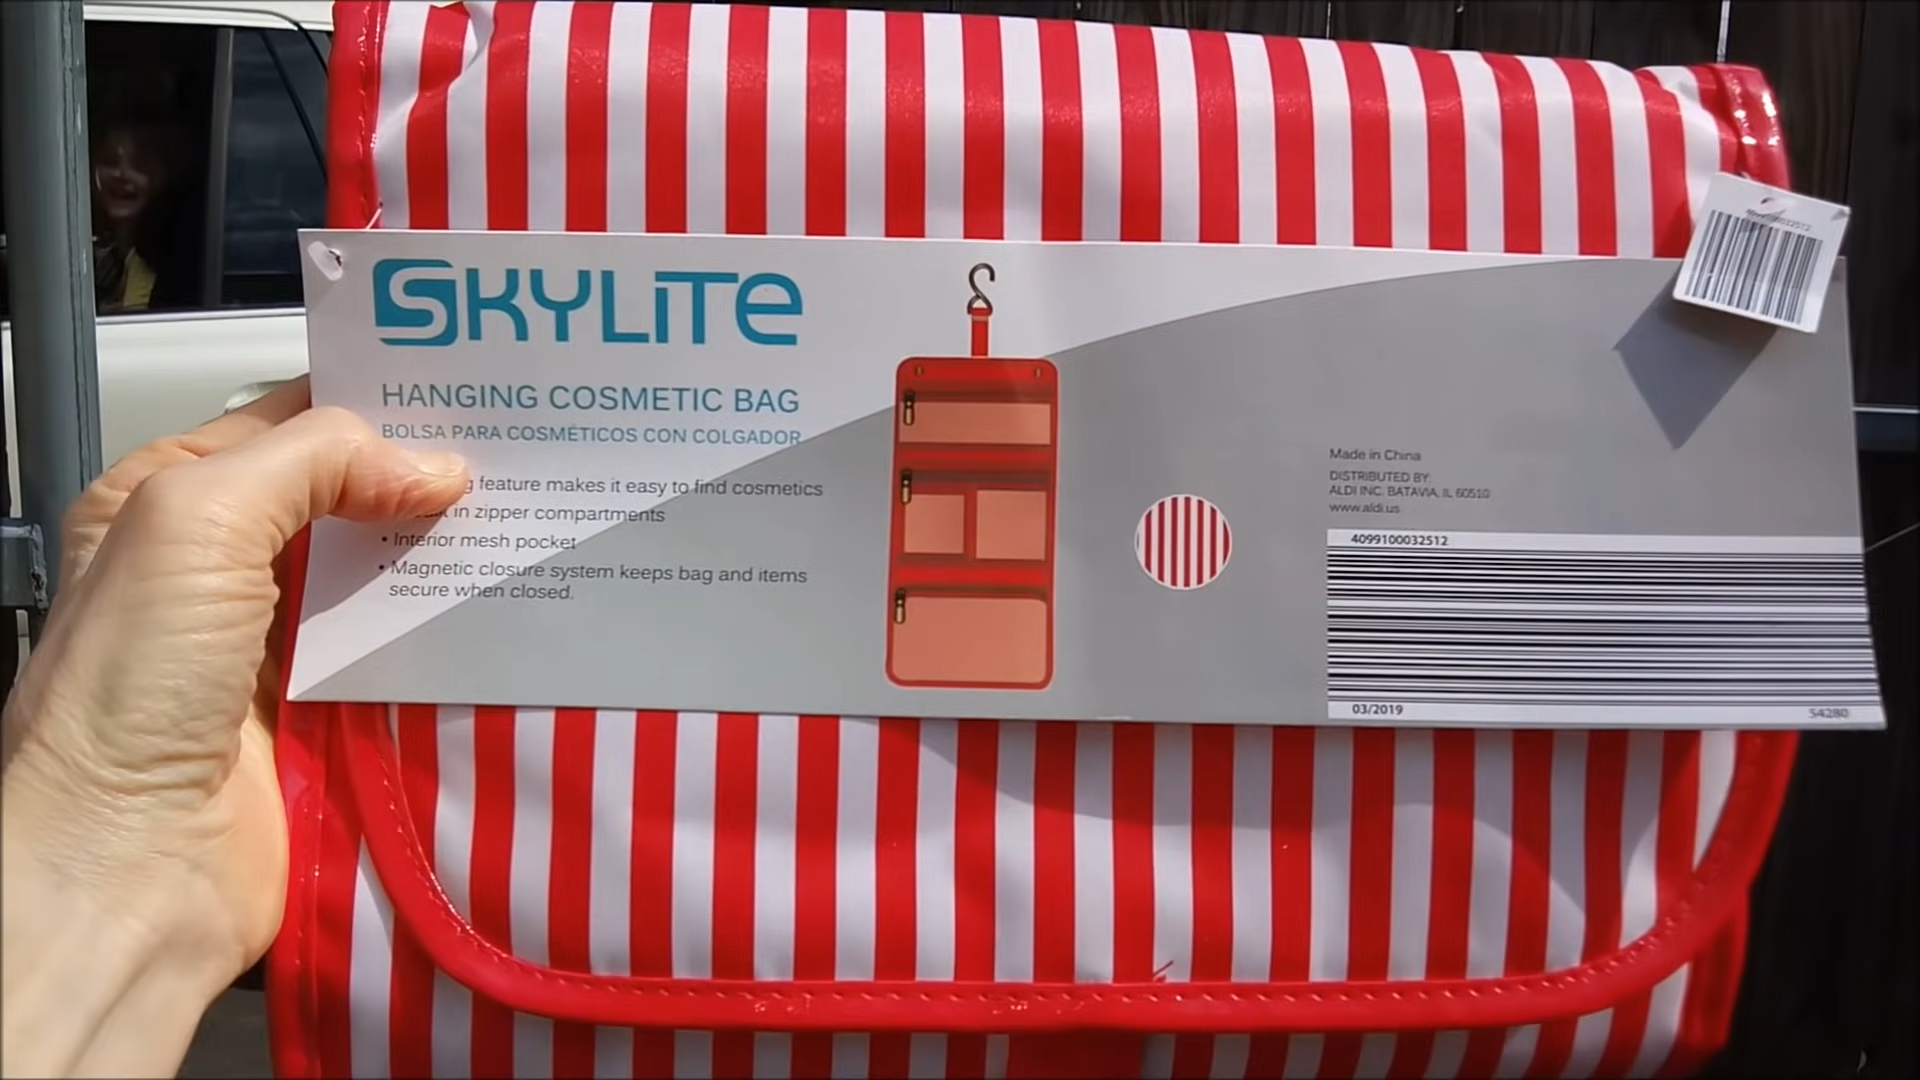 SKYLITE
HANGING COSMETIC BAG
BOLSA PARA COSMÉTICOS CON COLGADOR
feature makes it easy to find cosmetics
in zipper compartments
• Interior mesh pocket
• Magnetic closure system keeps bag and items
secure when closed.
Made in China
DISTRIBUTED BY:
ALDI INC. BATAVIA, IL 60510
www.aldi.us
4099100032512
03/2019
54280
4099100032512